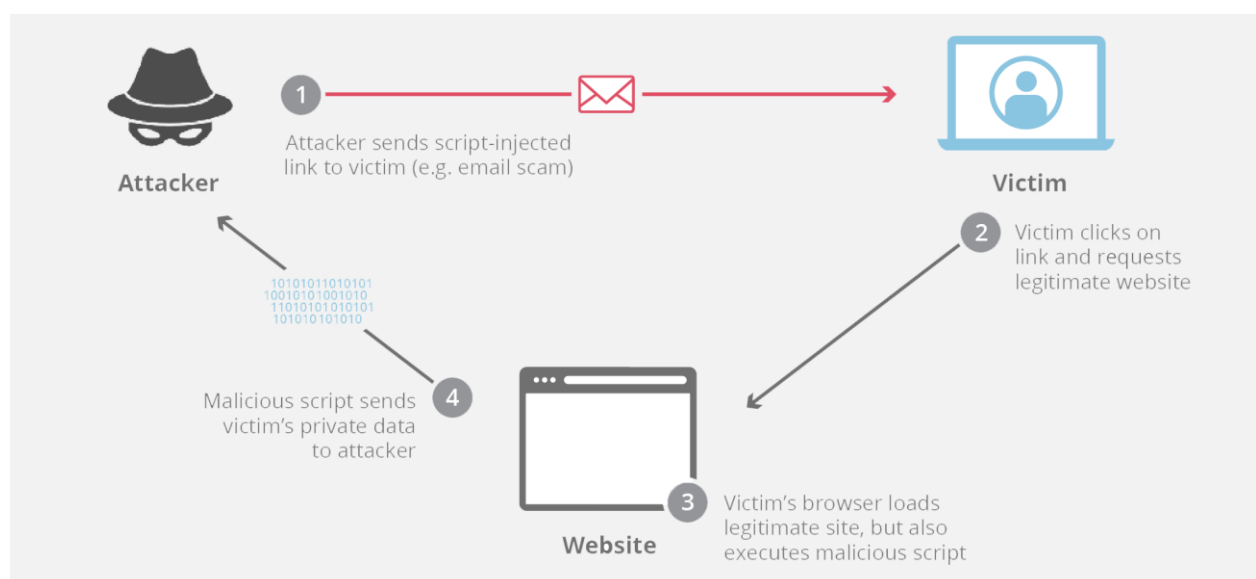 1
Attacker sends script-injected
link to victim (e.g. email scam)
Attacker
Victim
2
Victim clicks on
link and requests
legitimate website
10101011010101
10010101001010
11010101010101
101010101010
4
Malicious script sends
victim’s private data
to attacker
3
Victim’s browser loads
legitimate site, but also
executes malicious script
Website